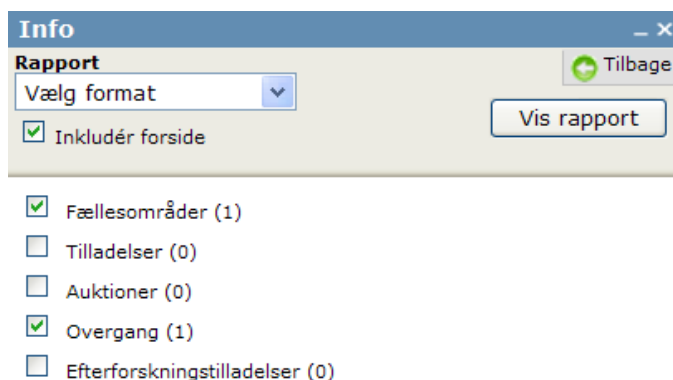 Info
Rapport
Tilbage
Vælg format
Vis rapport
Inkludér forside
Fællesområder (1)
Tilladelser (0)
Auktioner (0)
Overgang (1)
Efterforskningstilladelser (0)